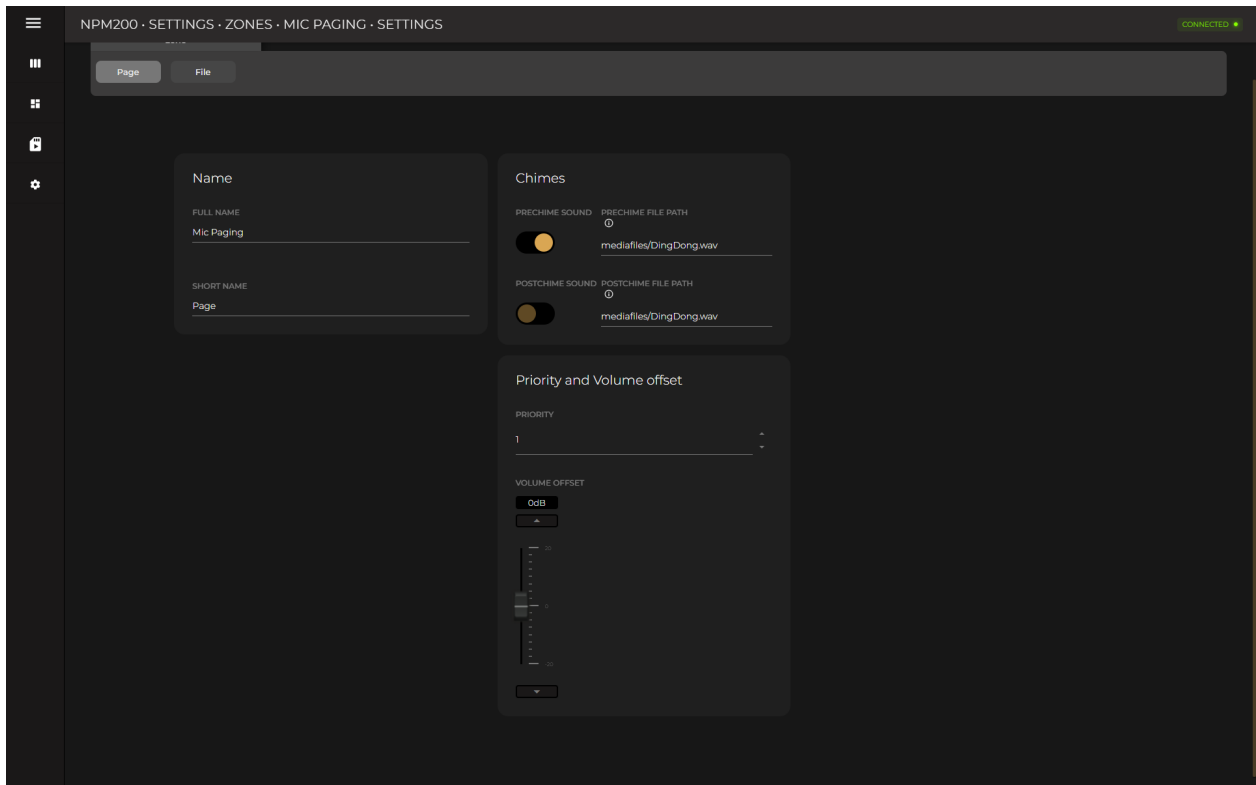 NPM200 • SETTINGS • ZONES • MIC PAGING • SETTINGS
CONNECTED
Page
File
Name
FULL NAME
Mic Paging
SHORT NAME
Page
Chimes
PRECHIME SOUND
PRECHIME FILE PATH
mediafiles/DingDong.wav
POSTCHIME SOUND
POSTCHIME FILE PATH
mediafiles/DingDong.wav
Priority and Volume offset
PRIORITY
1
VOLUME OFFSET
0dB
20
0